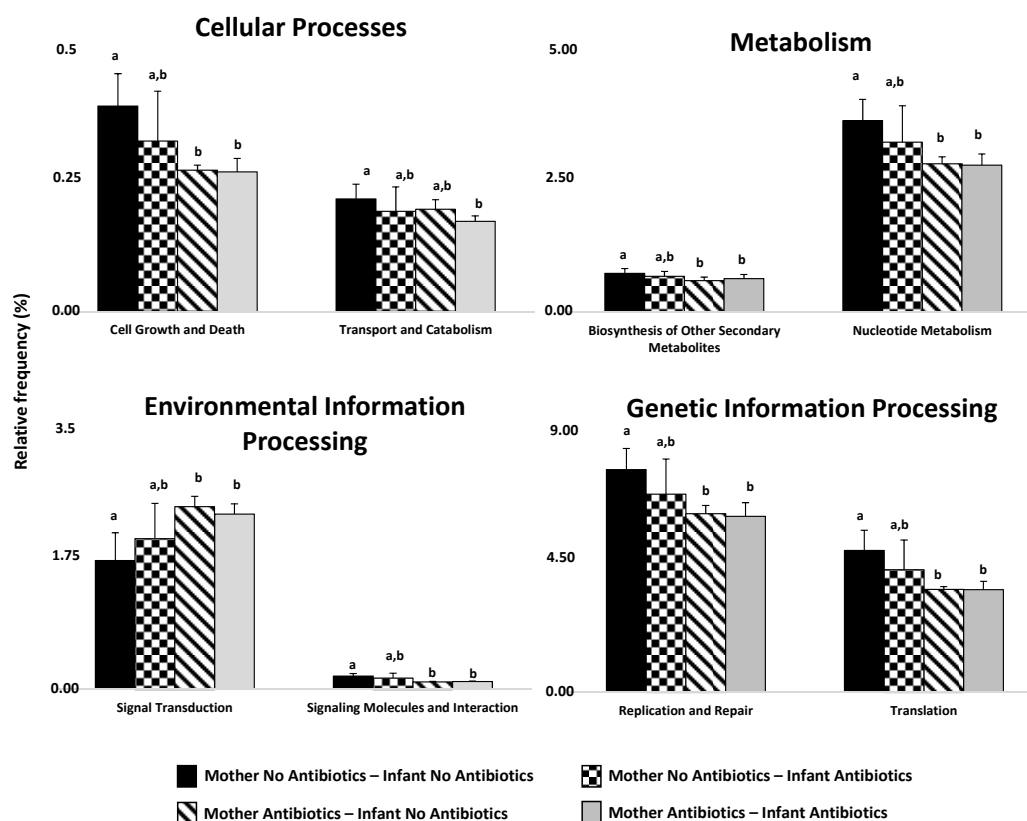 Cellular Processes
0.5
a
a,b
b
b
0.25
a
a,b
a,b
b
0.00
Cell Growth and Death
Transport and Catabolism
Metabolism
5.00
a
a,b
b
b
2.50
a
a,b
b
b
0.00
Biosynthesis of Other Secondary
Metabolites
Nucleotide Metabolism
Relative frequency (%)
Environmental Information
Processing
3.5
a
a,b
b
b
1.75
a
a,b
b
b
0.00
Signal Transduction
Signaling Molecules and Interaction
Genetic Information Processing
9.00
a
a,b
b
b
4.50
a
a,b
b
b
0.00
Replication and Repair
Translation
Mother No Antibiotics – Infant No Antibiotics
Mother No Antibiotics – Infant Antibiotics
Mother Antibiotics – Infant No Antibiotics
Mother Antibiotics – Infant Antibiotics